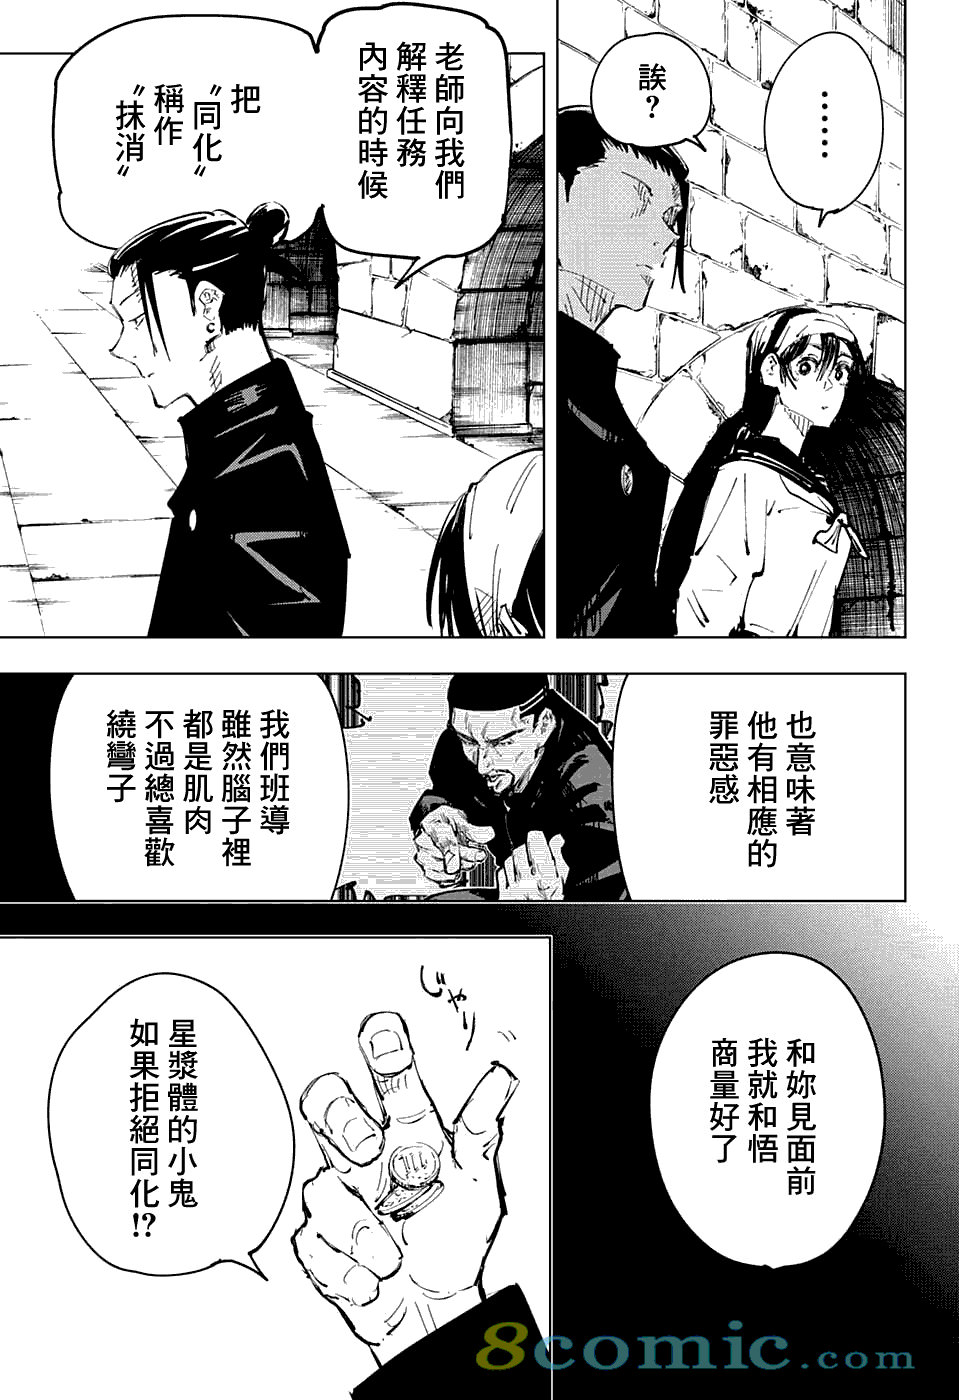 ……
誒?
老師向我們
解釋任務
內容的時候
把
〝同化〞
稱作
〝抹消〞
也意味著
他有相應的
罪惡感
我們班導
雖然腦子裡
都是肌肉
不過總喜歡
繞彎子
和妳見面前
我就和悟
商量好了
じゃり
星漿體的小鬼
如果拒絕同化!?
8comic.com